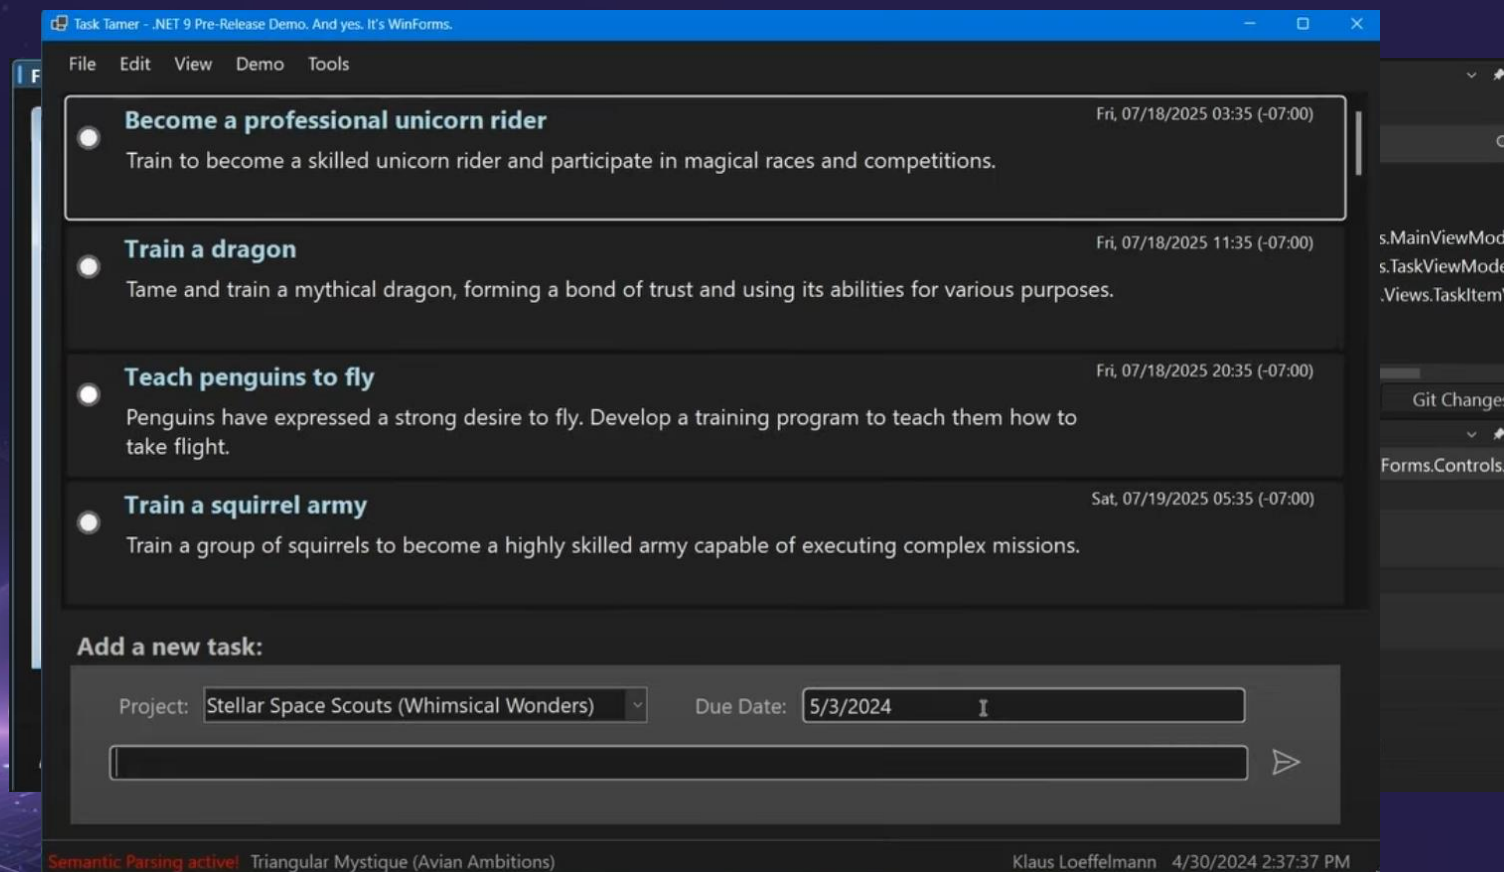 Task Tamer - .NET 9 Pre-Release Demo. And yes. It's WinForms.
File Edit View Demo Tools
Become a professional unicorn rider
Fri, 07/18/2025 03:35 (-07:00)
Train to become a skilled unicorn rider and participate in magical races and competitions.
Train a dragon
Fri, 07/18/2025 11:35 (-07:00)
Tame and train a mythical dragon, forming a bond of trust and using its abilities for various purposes.
Teach penguins to fly
Fri, 07/18/2025 20:35 (-07:00)
Penguins have expressed a strong desire to fly. Develop a training program to teach them how to
take flight.
Train a squirrel army
Sat, 07/19/2025 05:35 (-07:00)
Train a group of squirrels to become a highly skilled army capable of executing complex missions.
Add a new task:
Project: Stellar Space Scouts (Whimsical Wonders) Due Date: 5/3/2024
Semantic Parsing active! Triangular Mystique (Avian Ambitions) Klaus Loeffelmann 4/30/2024 2:37:37 PM
F
s.MainViewMod
s.TaskViewMode
.Views.TaskItem
Git Changes
Forms.Controls.